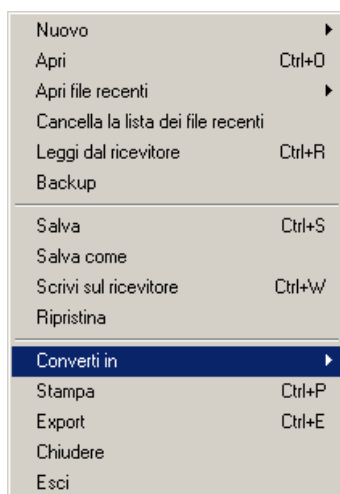 Nuovo
Apri Ctrl+O
Apri file recenti
Cancella la lista dei file recenti
Leggi dal ricevitore Ctrl+R
Backup
Salva Ctrl+S
Salva come
Scrivi sul ricevitore Ctrl+W
Ripristina
Converti in
Stampa Ctrl+P
Export Ctrl+E
Chiudere
Esci